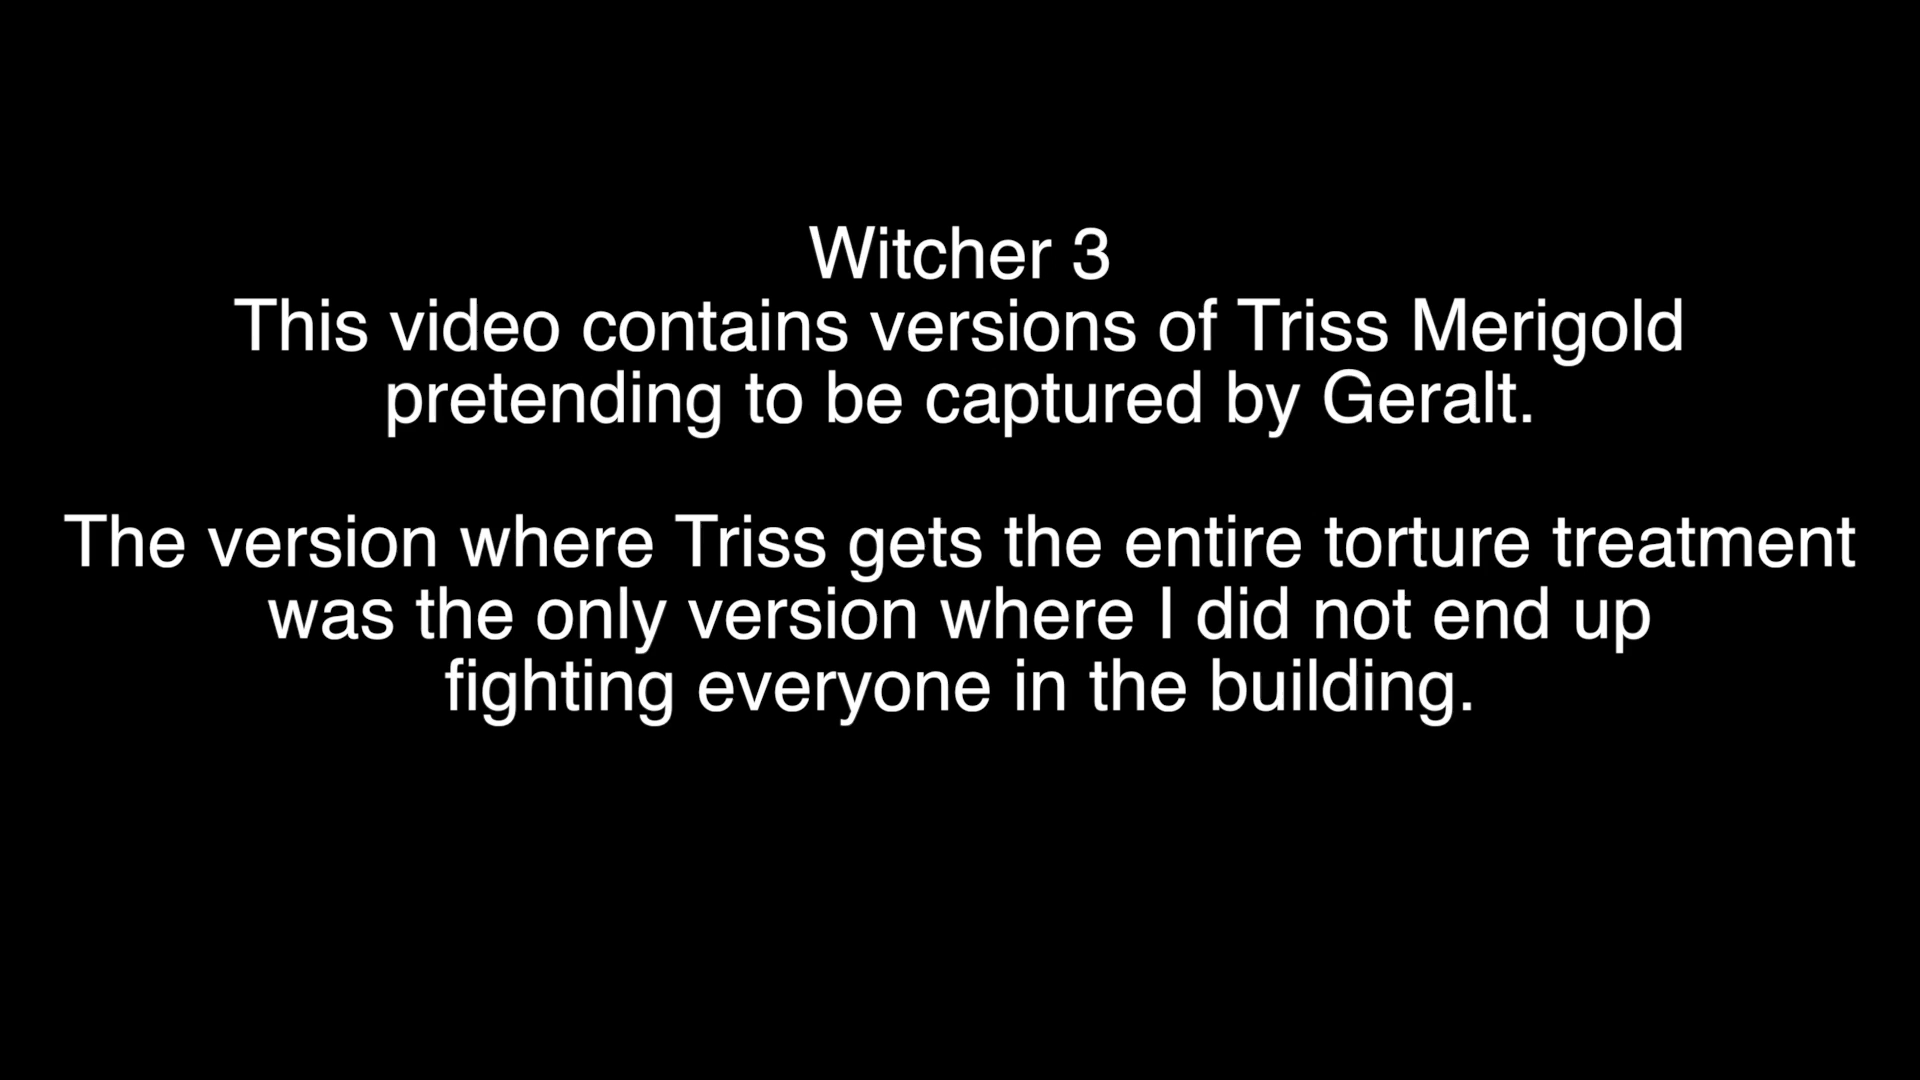 Witcher 3
This video contains versions of Triss Merigold
pretending to be captured by Geralt.
The version where Triss gets the entire torture treatment
was the only version where I did not end up
fighting everyone in the building.